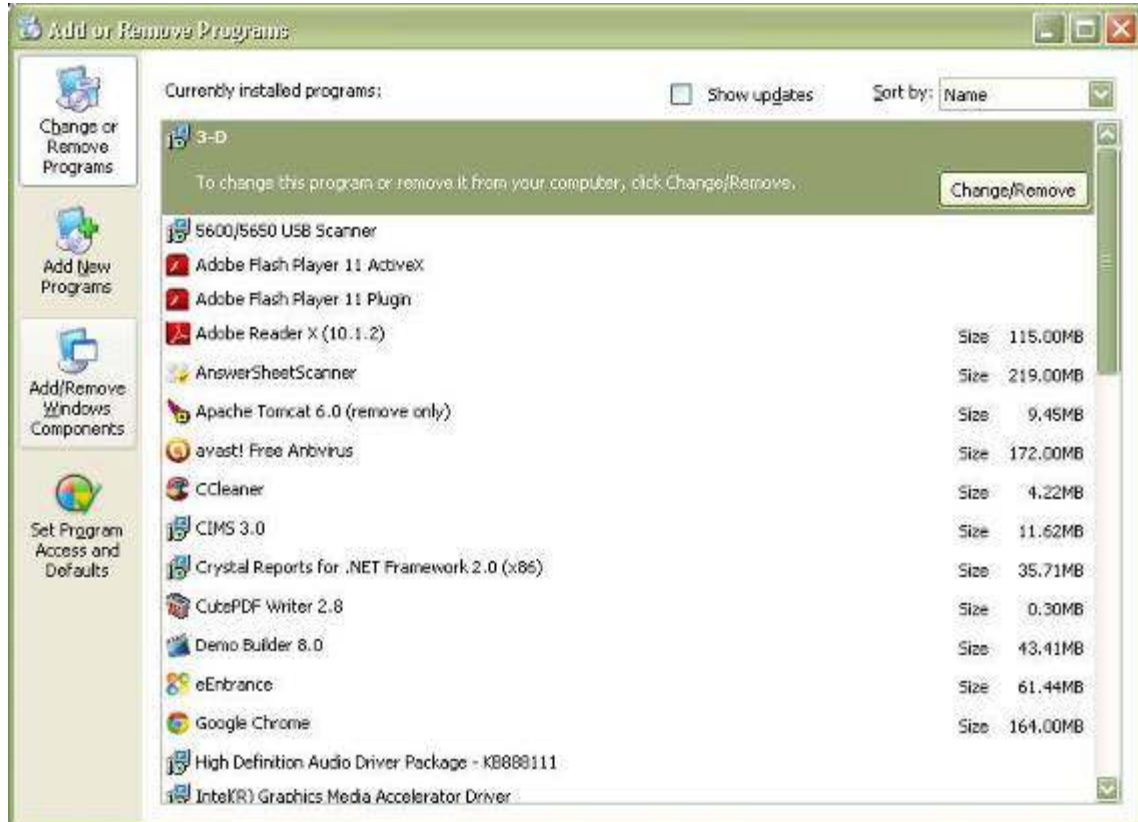 Add or Remove Programs
Change or
Remove
Programs
Add New
Programs
Add/Remove
Windows
Components
Set Program
Access and
Defaults
Currently installed programs:
Show updates
Sort by: Name
3-D
To change this program or remove it from your computer, click Change/Remove.
Change/Remove
5600/5650 USB Scanner
Adobe Flash Player 11 ActiveX
Adobe Flash Player 11 Plugin
Adobe Reader X (10.1.2) Size 115.00MB
AnswerSheetScanner Size 219.00MB
Apache Tomcat 6.0 (remove only) Size 9.45MB
avast! Free Antivirus Size 172.00MB
CCleaner Size 4.22MB
CIMS 3.0 Size 11.62MB
Crystal Reports for .NET Framework 2.0 (x86) Size 35.71MB
CutePDF Writer 2.8 Size 0.30MB
Demo Builder 8.0 Size 43.41MB
eEntrance Size 61.44MB
Google Chrome Size 164.00MB
High Definition Audio Driver Package - KB888111
Intel(R) Graphics Media Accelerator Driver